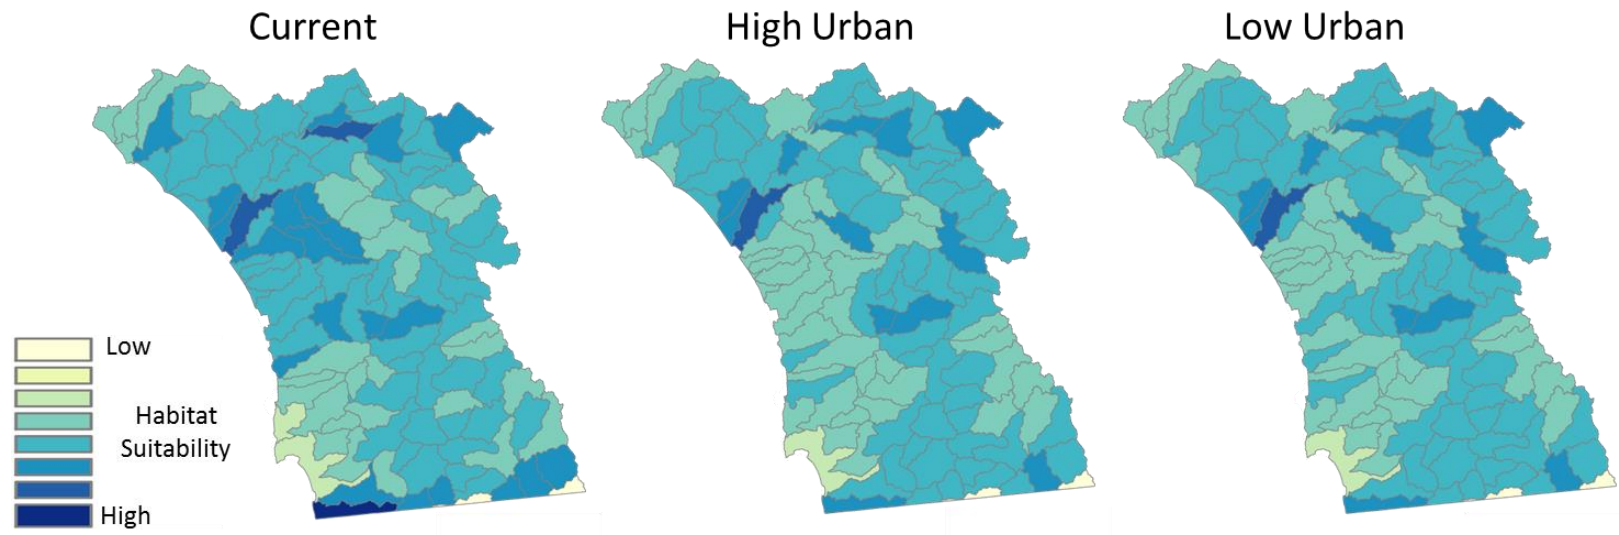 Current
High Urban
Low Urban
Low
Habitat
Suitability
High